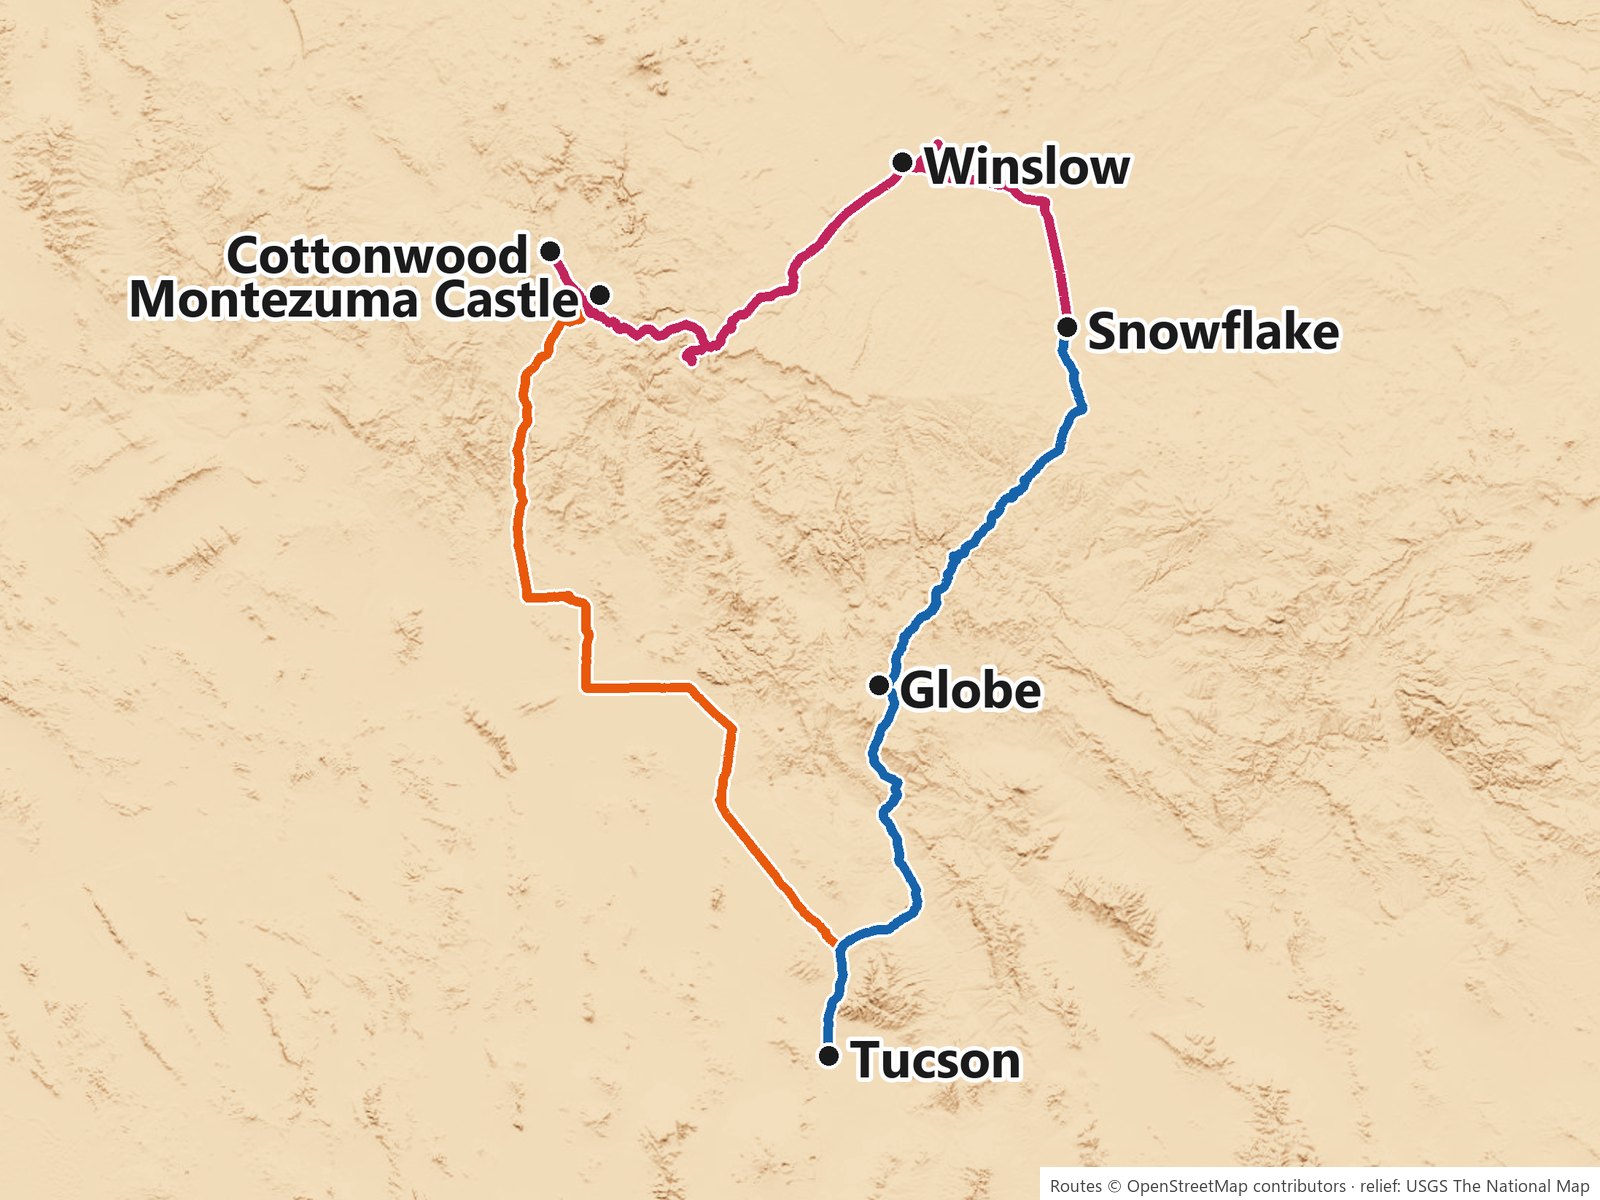 Winslow
Cottonwood
Montezuma Castle
Snowflake
Globe
Tucson
Routes © OpenStreetMap contributors · relief: USGS The National Map